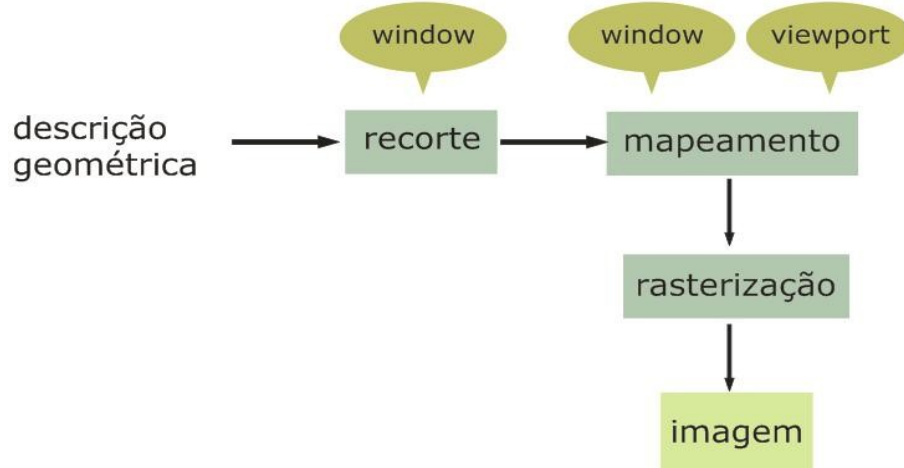 window
window
viewport
descrição
geométrica
recorte
mapeamento
rasterização
imagem